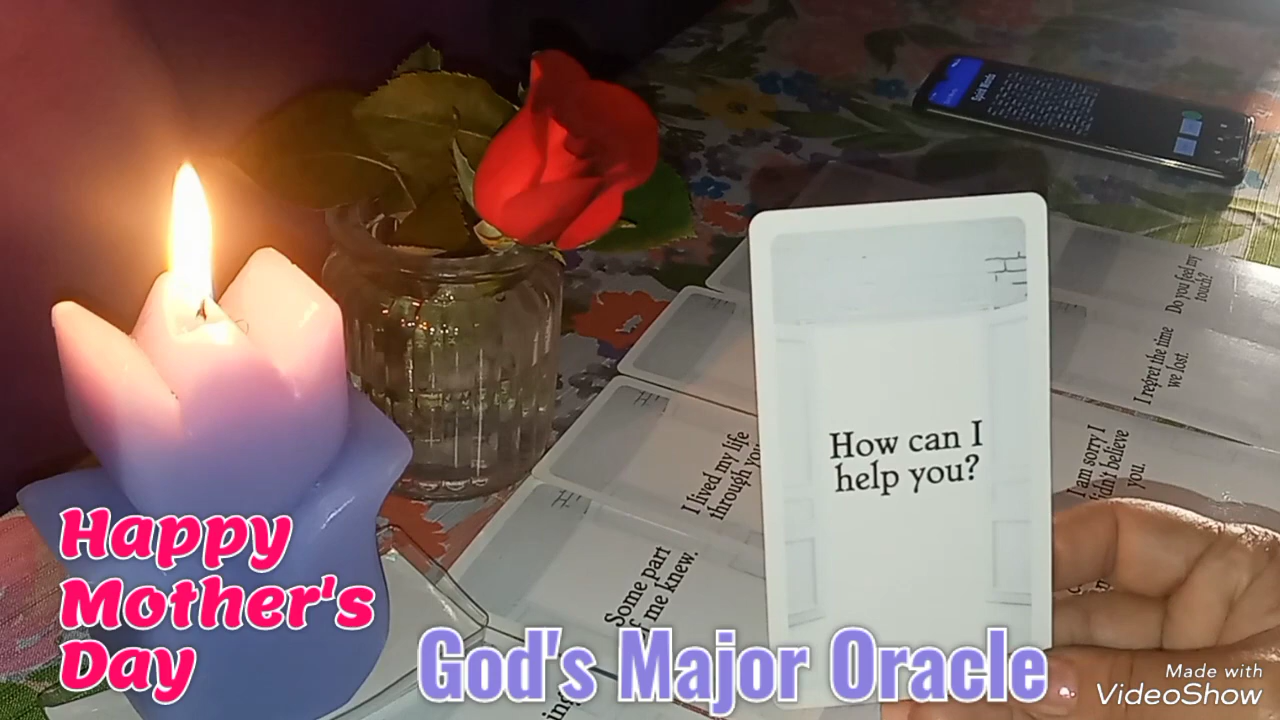 Spirit Words
Do you feel my
touch?
I regret the time
we lost.
How can I
help you?
I am sorry I
didn't believe
you.
I lived my life
through you
Some part
of me knew.
Happy
Mother's
Day
God's Major Oracle
Made with
VideoShow